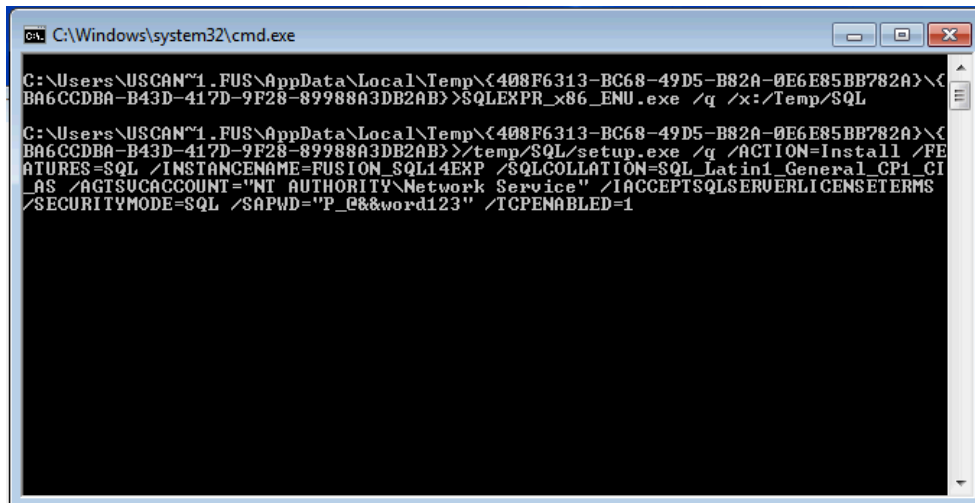 C:\Windows\system32\cmd.exe
C:\Users\USCAN~1.FUS\AppData\Local\Temp\{408F6313-BC68-49D5-B82A-0E6E85BB782A}\{
BA6CCDBA-B43D-417D-9F28-89988A3DB2AB}>SQLEXPR_x86_ENU.exe /q /x:/Temp/SQL
C:\Users\USCAN~1.FUS\AppData\Local\Temp\{408F6313-BC68-49D5-B82A-0E6E85BB782A}\{
BA6CCDBA-B43D-417D-9F28-89988A3DB2AB}>/temp/SQL/setup.exe /q /ACTION=Install /FE
ATURES=SQL /INSTANCENAME=FUSION_SQL14EXP /SQLCOLLATION=SQL_Latin1_General_CP1_CI
_AS /AGTSVCACCOUNT="NT AUTHORITY\Network Service" /IACCEPTSQLSERVERLICENSETERMS
/SECURITYMODE=SQL /SAPWD="P_@&&word123" /TCPENABLED=1